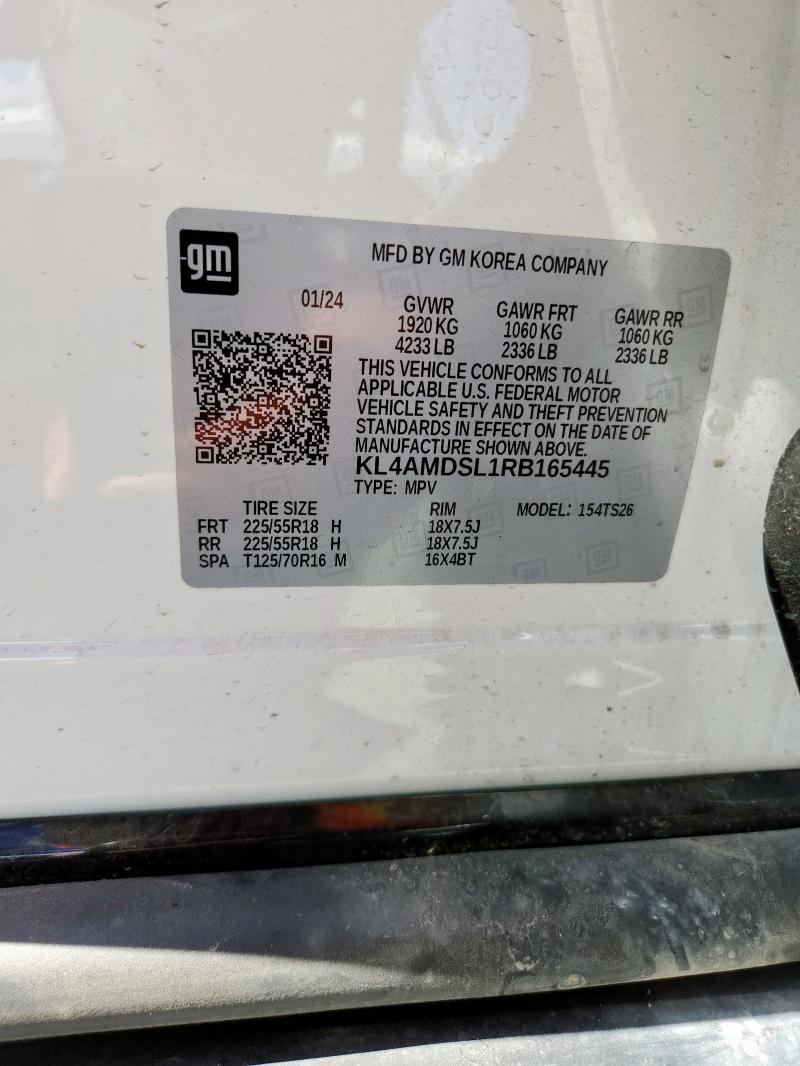 gm
MFD BY GM KOREA COMPANY
01/24 GVWR GAWR FRT GAWR RR
1920 KG 1060 KG 1060 KG
4233 LB 2336 LB 2336 LB
THIS VEHICLE CONFORMS TO ALL
APPLICABLE U.S. FEDERAL MOTOR
VEHICLE SAFETY AND THEFT PREVENTION
STANDARDS IN EFFECT ON THE DATE OF
MANUFACTURE SHOWN ABOVE.
KL4AMDSL1RB165445
TYPE: MPV
TIRE SIZE RIM MODEL: 154TS26
FRT 225/55R18 H 18X7.5J
RR 225/55R18 H 18X7.5J
SPA T125/70R16 M 16X4BT